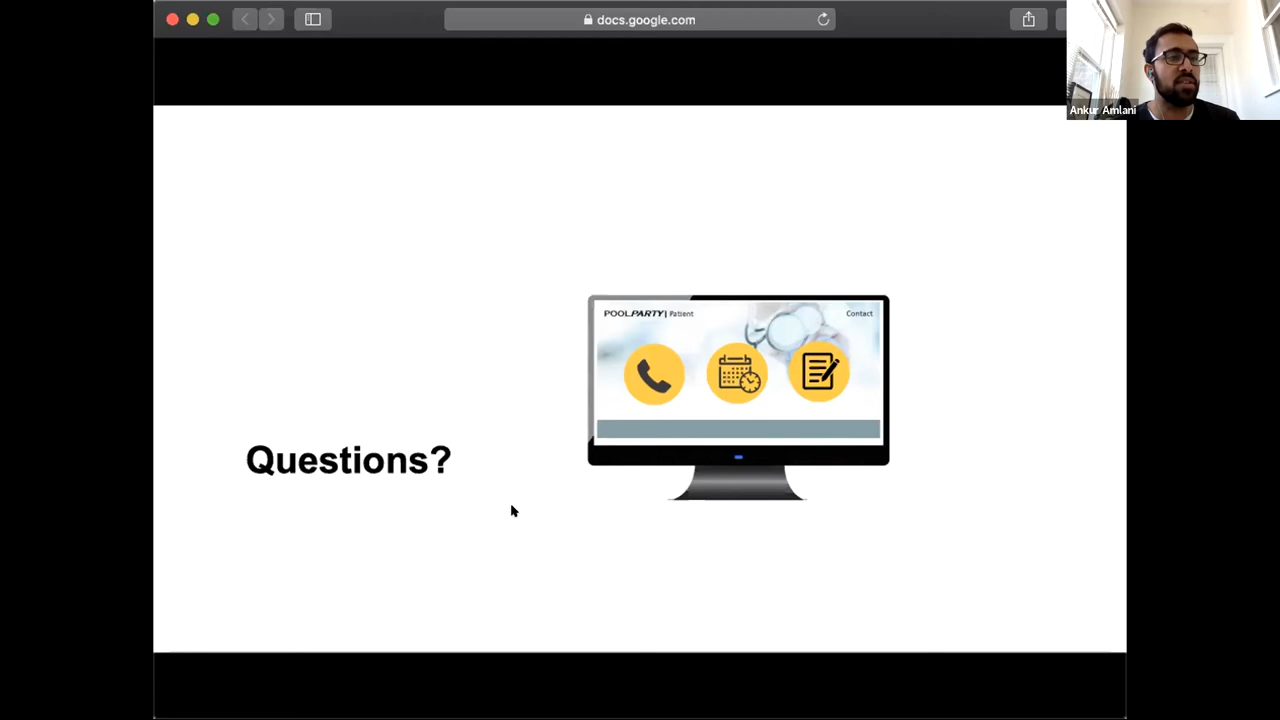 docs.google.com
Ankur Amlani
POOLPARTY | Patient
Contact
Questions?